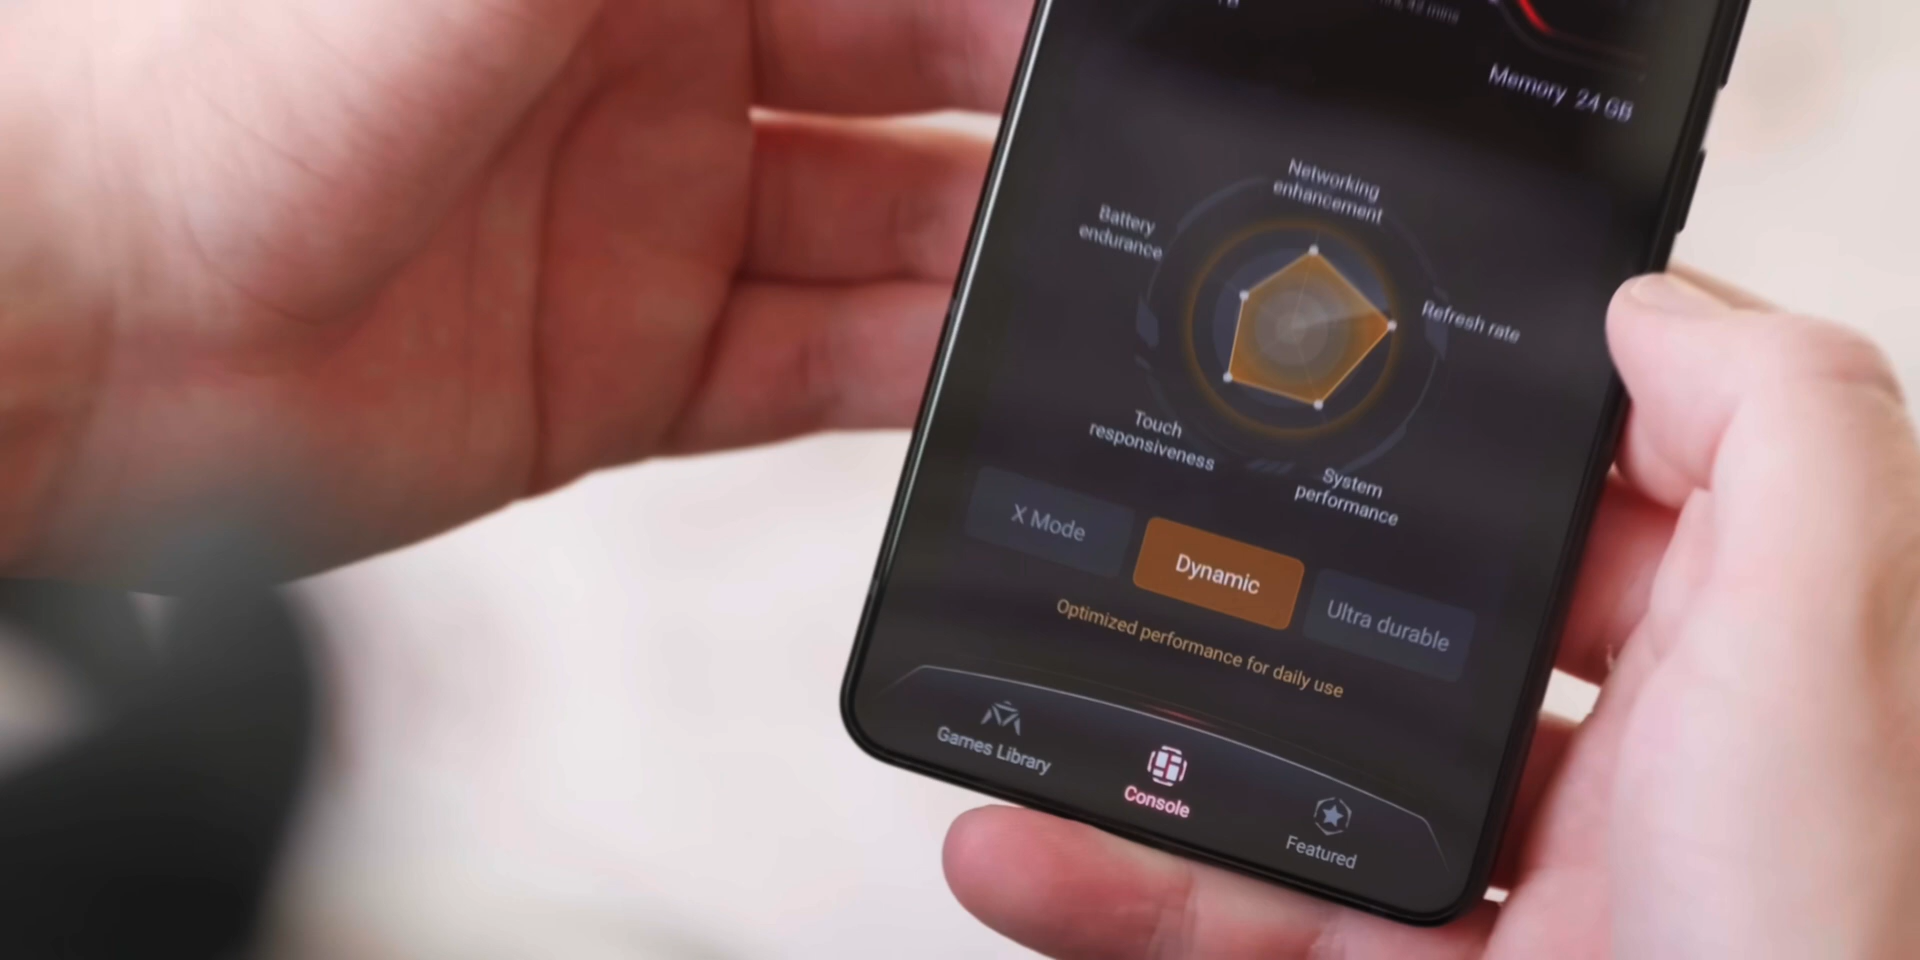 Memory 24 GB
Networking
enhancement
Battery
endurance
Refresh rate
Touch
responsiveness
System
performance
X Mode
Dynamic
Ultra durable
Optimized performance for daily use
Games Library
Console
Featured